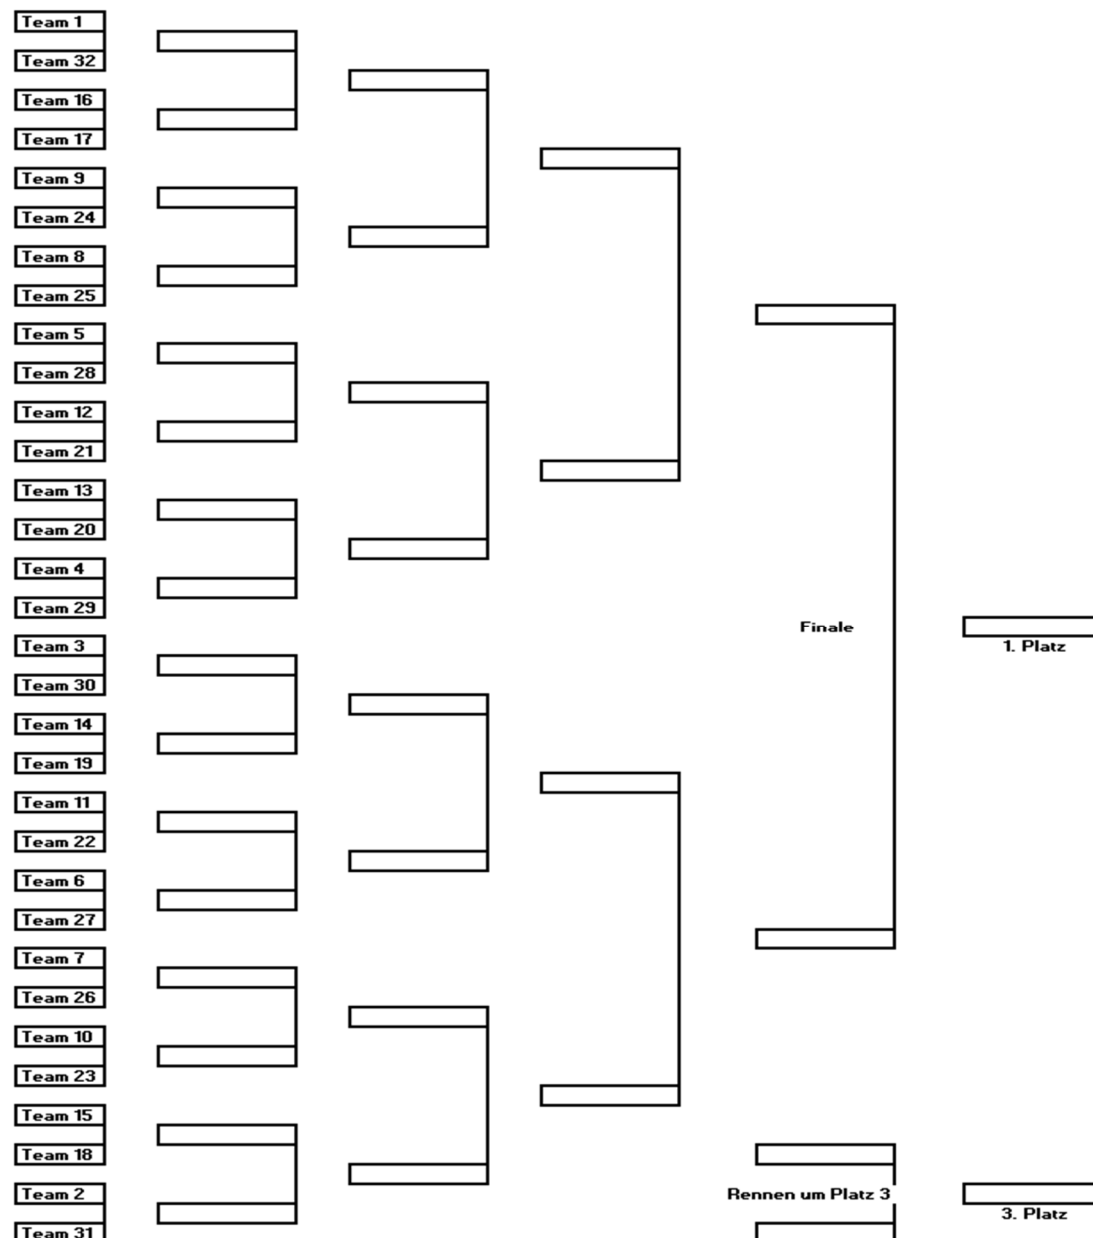 Team 1
Team 32
Team 16
Team 17
Team 9
Team 24
Team 8
Team 25
Team 5
Team 28
Team 12
Team 21
Team 13
Team 20
Team 4
Team 29
Team 3
Team 30
Team 14
Team 19
Team 11
Team 22
Team 6
Team 27
Team 7
Team 26
Team 10
Team 23
Team 15
Team 18
Team 2
Team 31
Finale
1. Platz
Rennen um Platz 3
3. Platz